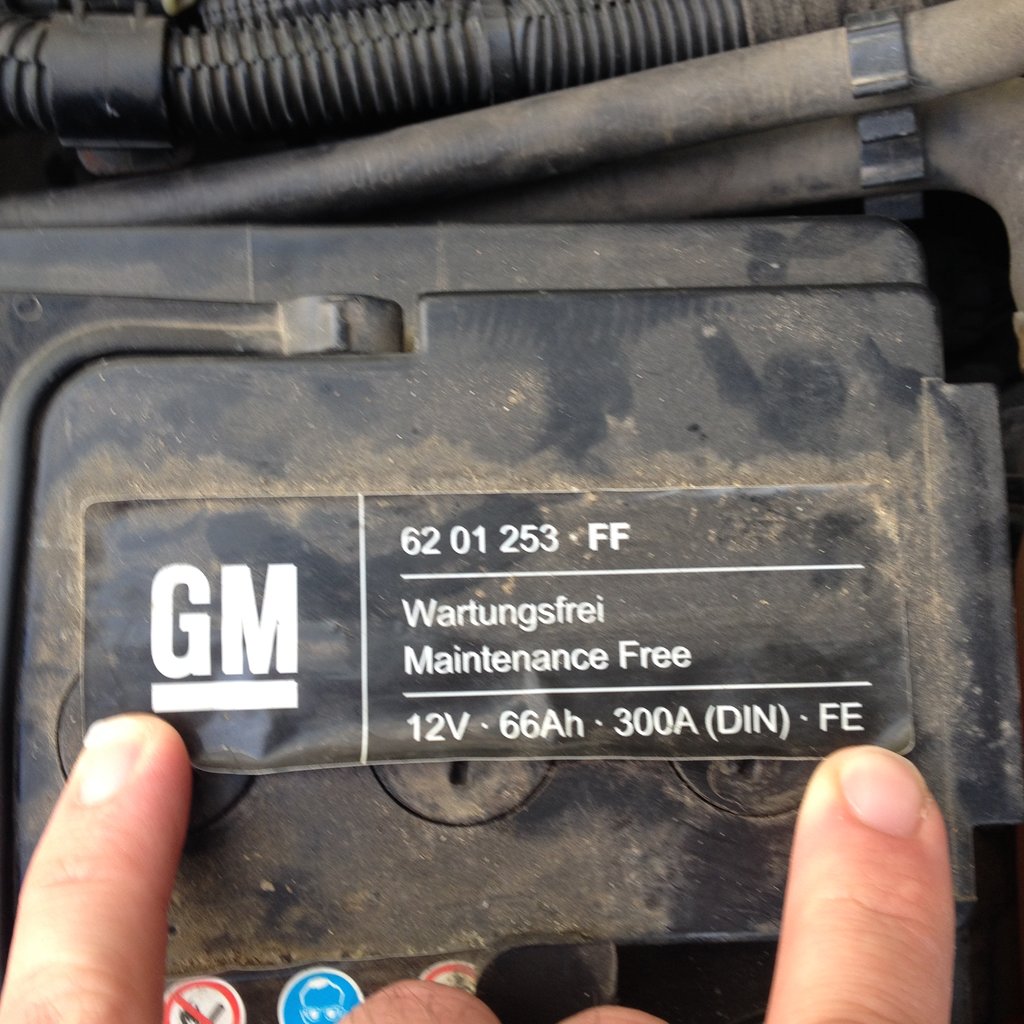 GM
62 01 253 · FF
Wartungsfrei
Maintenance Free
12V · 66Ah · 300A (DIN) · FE